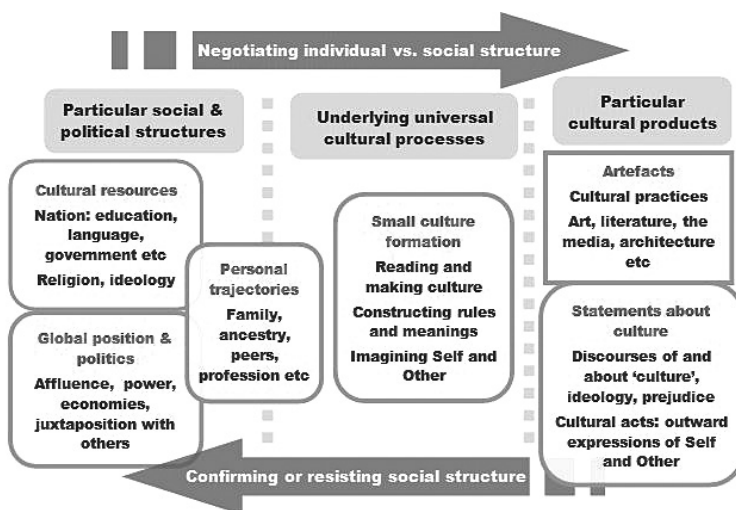 Negotiating individual vs. social structure
Particular social &
political structures
Underlying universal
cultural processes
Particular
cultural products
Cultural resources
Nation: education,
language,
government etc
Religion, ideology
Global position &
politics
Affluence, power,
economies,
juxtaposition with
others
Personal
trajectories
Family,
ancestry,
peers,
profession etc
Small culture
formation
Reading and
making culture
Constructing rules
and meanings
Imagining Self and
Other
Artefacts
Cultural practices
Art, literature, the
media, architecture
etc
Statements about
culture
Discourses of and
about ‘culture’,
ideology, prejudice
Cultural acts: outward
expressions of Self
and Other
Confirming or resisting social structure